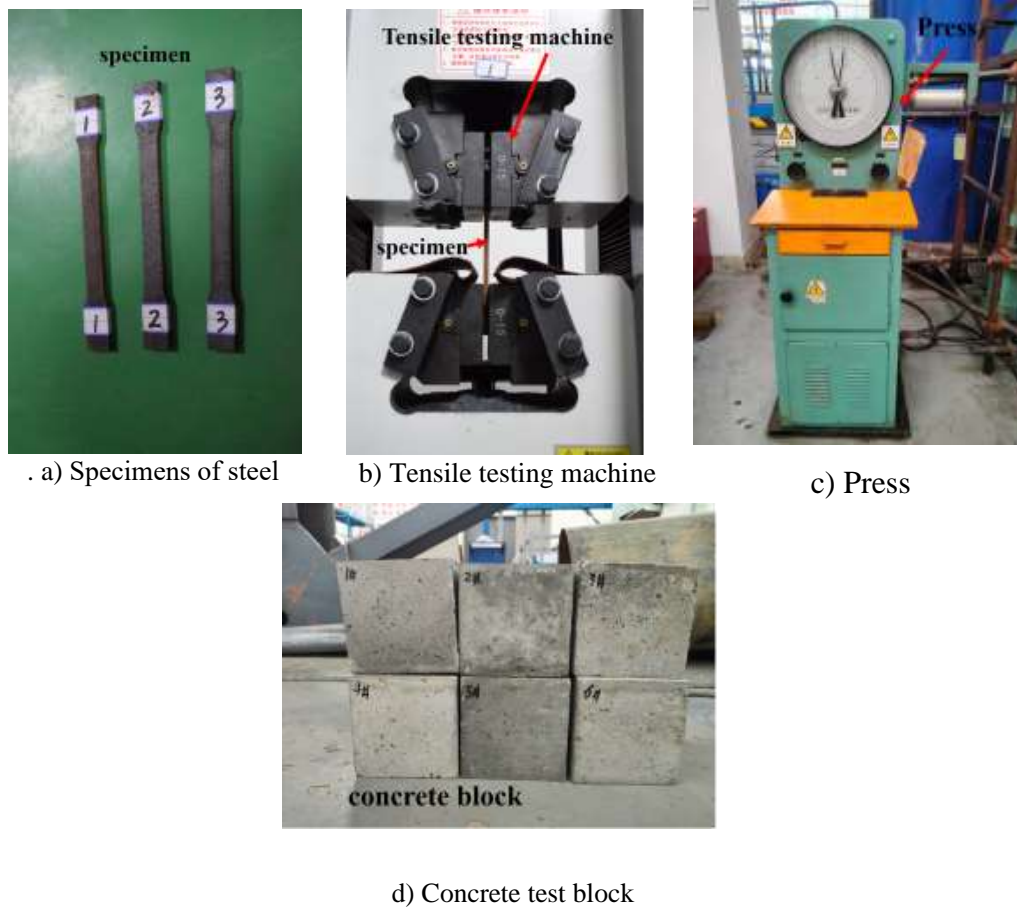 specimen
1
2
3
1
2
3
. a) Specimens of steel
Tensile testing machine
1
specimen
b) Tensile testing machine
Press
c) Press
1#
2#
3#
4#
5#
6#
concrete block
d) Concrete test block